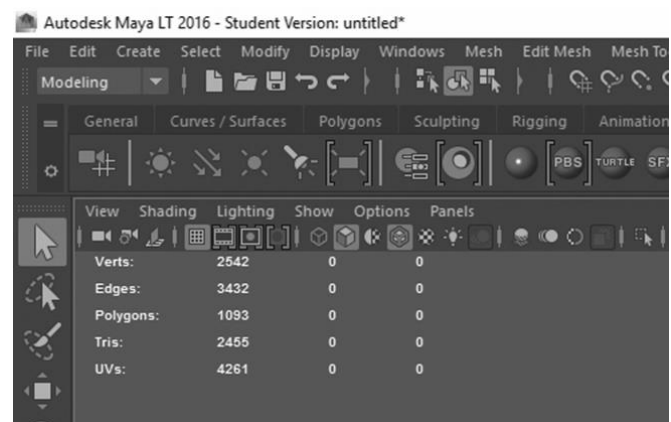 Autodesk Maya LT 2016 - Student Version: untitled*
File Edit Create Select Modify Display Windows Mesh Edit Mesh Mesh To
Modeling
General Curves / Surfaces Polygons Sculpting Rigging Animation
PBS TURTLE SF
View Shading Lighting Show Options Panels
Verts: 2542 0 0
Edges: 3432 0 0
Polygons: 1093 0 0
Tris: 2455 0 0
UVs: 4261 0 0